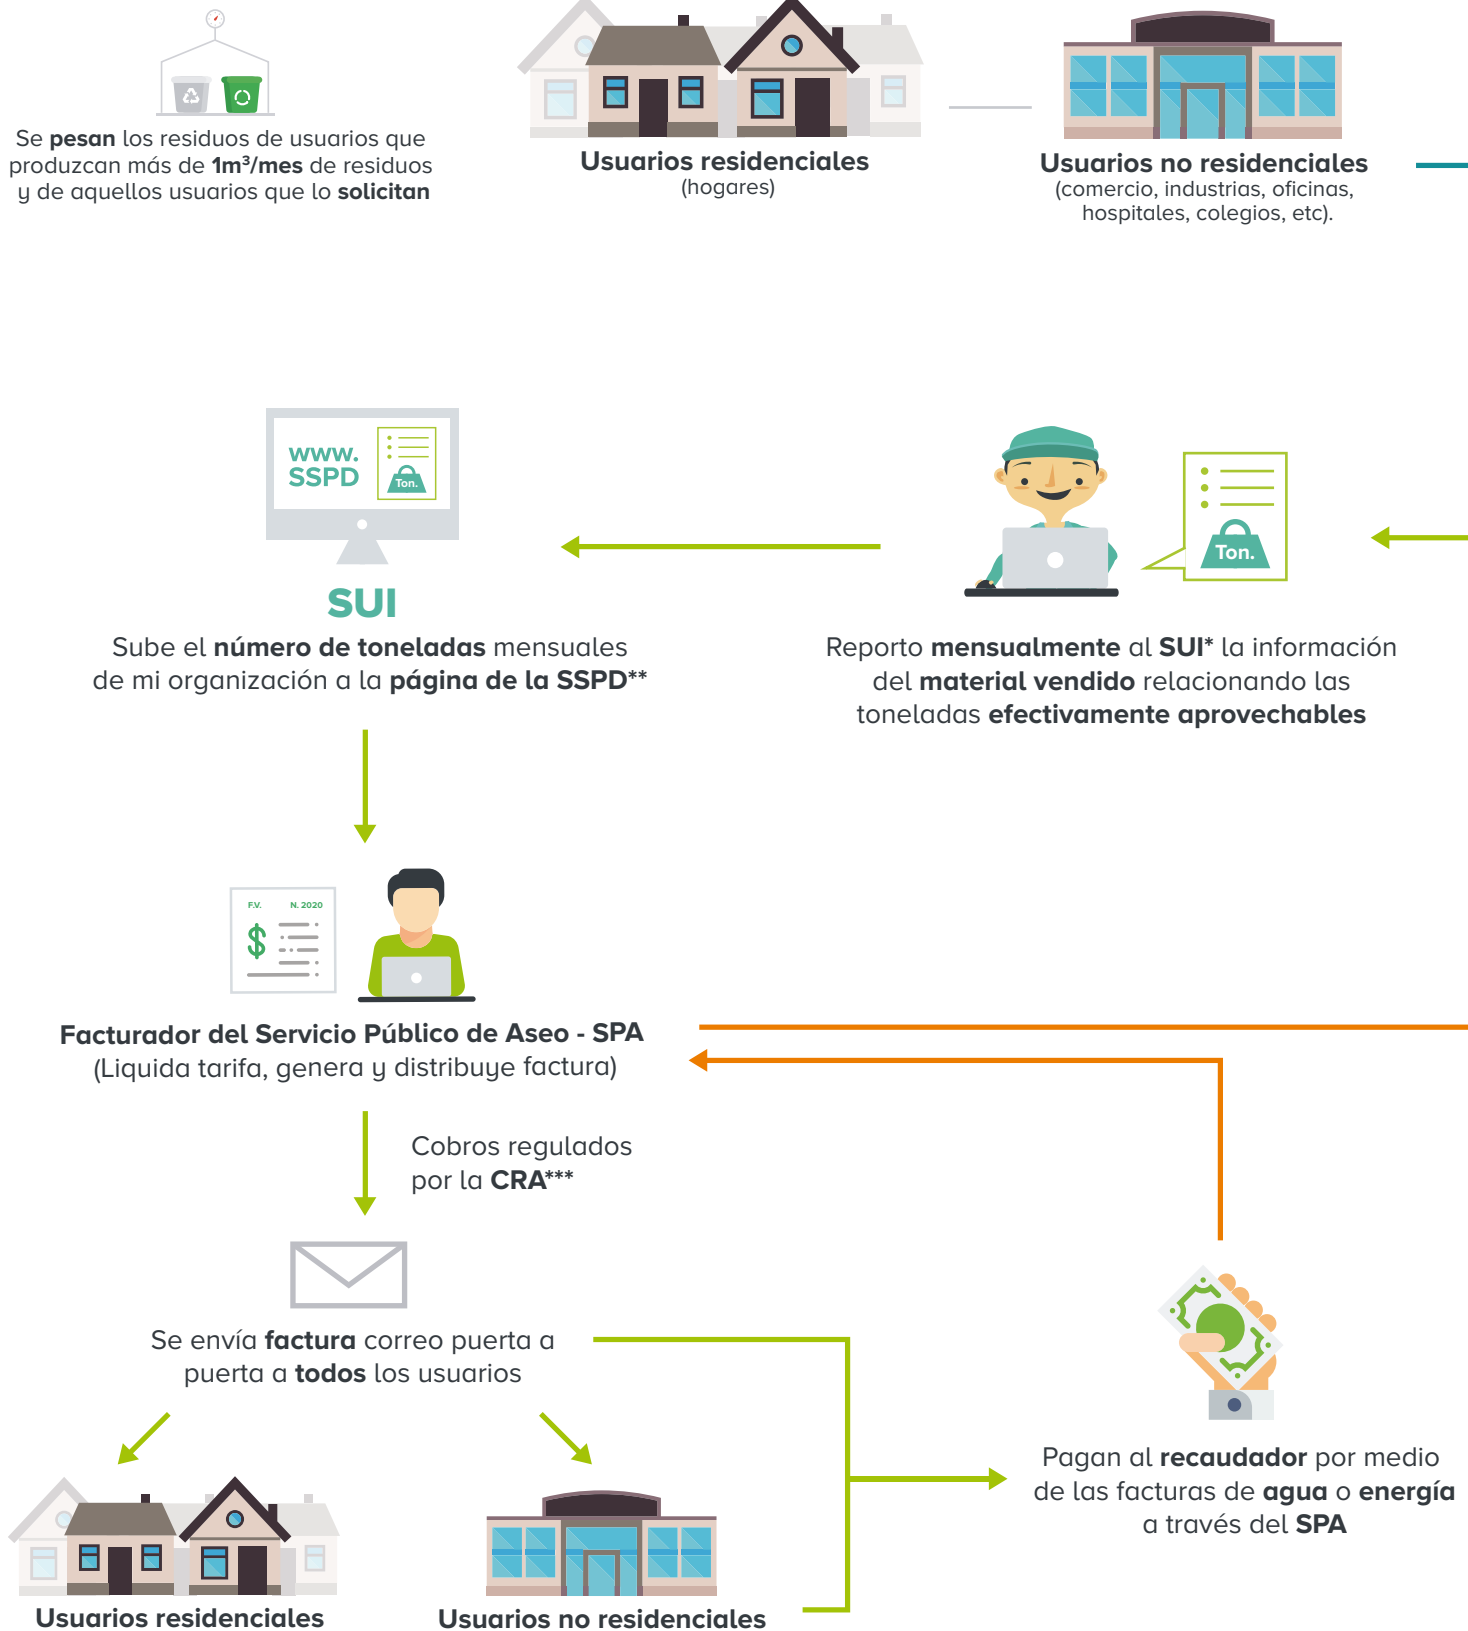 Se pesan los residuos de usuarios que
produzcan más de 1m³/mes de residuos
y de aquellos usuarios que lo solicitan
Usuarios residenciales
(hogares)
Usuarios no residenciales
(comercio, industrias, oficinas,
hospitales, colegios, etc).
www.
SSPD
Ton.
SUI
Sube el número de toneladas mensuales
de mi organización a la página de la SSPD**
Ton.
Reporto mensualmente al SUI* la información
del material vendido relacionando las
toneladas efectivamente aprovechables
F.V. N. 2020
$
Facturador del Servicio Público de Aseo - SPA
(Liquida tarifa, genera y distribuye factura)
Cobros regulados
por la CRA***
Se envía factura correo puerta a
puerta a todos los usuarios
Pagan al recaudador por medio
de las facturas de agua o energía
a través del SPA
Usuarios residenciales
Usuarios no residenciales